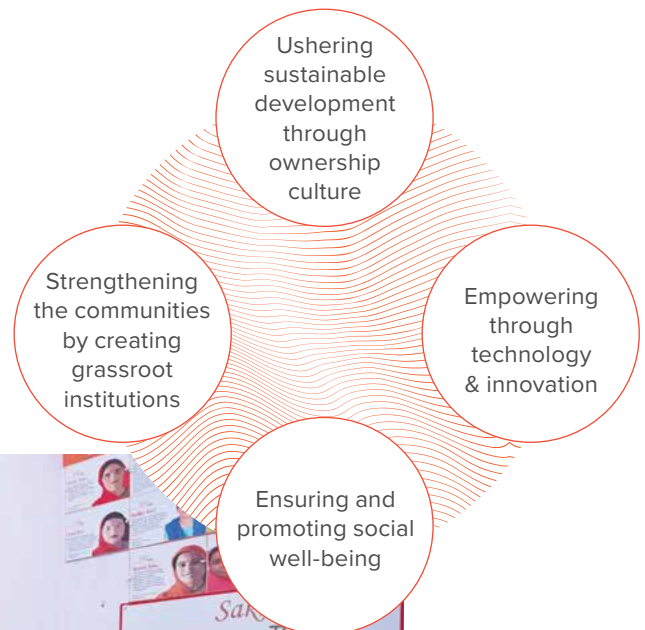 Ushering
sustainable
development
through
ownership
culture
Strengthening
the communities
by creating
grassroot
institutions
Empowering
through
technology
& innovation
Ensuring and
promoting social
well-being